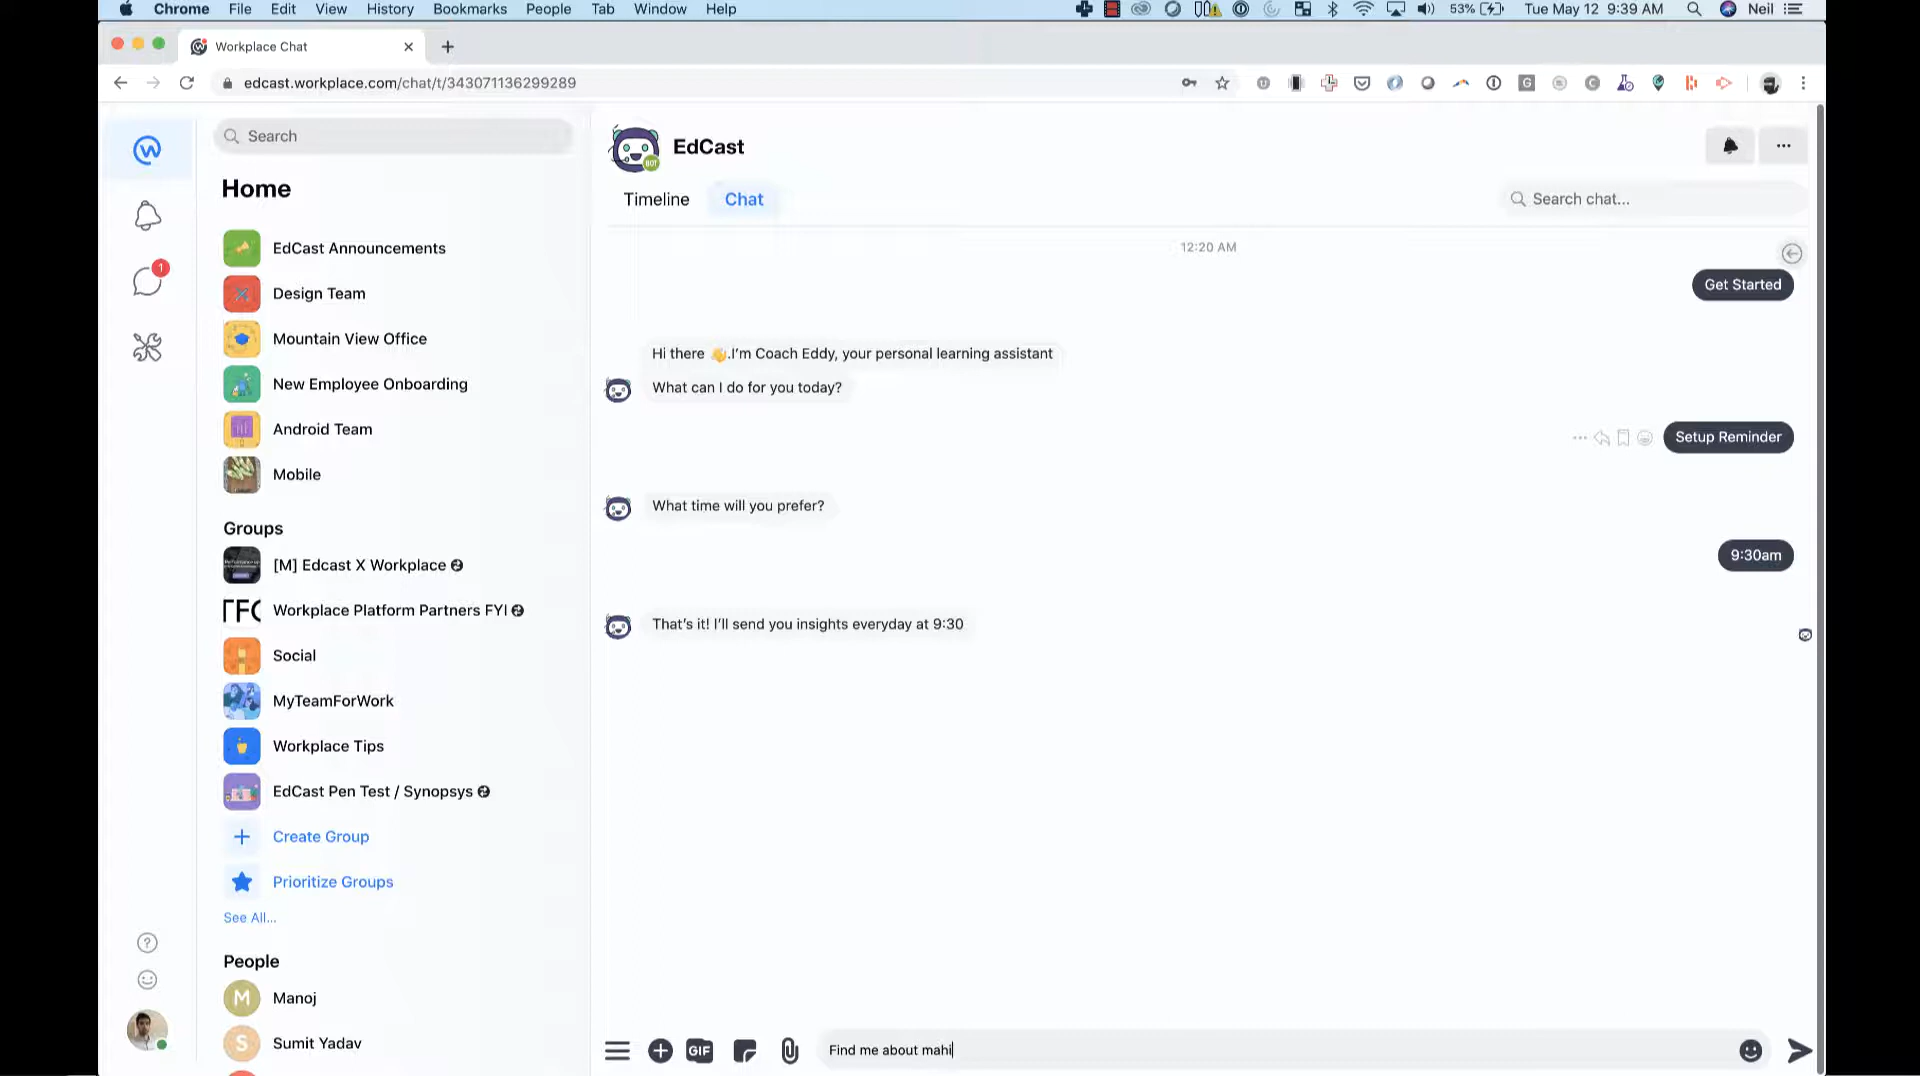 Chrome File Edit View History Bookmarks People Tab Window Help 53% Tue May 12 9:39 AM Neil
Workplace Chat
edcast.workplace.com/chat/t/343071136299289
Search
Home
EdCast Announcements
Design Team
Mountain View Office
New Employee Onboarding
Android Team
Mobile
Groups
[M] Edcast X Workplace
Workplace Platform Partners FYI
Social
MyTeamForWork
Workplace Tips
EdCast Pen Test / Synopsys
Create Group
Prioritize Groups
See All...
People
M Manoj
S Sumit Yadav
EdCast
BOT
Timeline Chat
Search chat...
12:20 AM
Get Started
Hi there 👋.I'm Coach Eddy, your personal learning assistant
What can I do for you today?
Setup Reminder
What time will you prefer?
9:30am
That's it! I'll send you insights everyday at 9:30
GIF
Find me about mahi
1